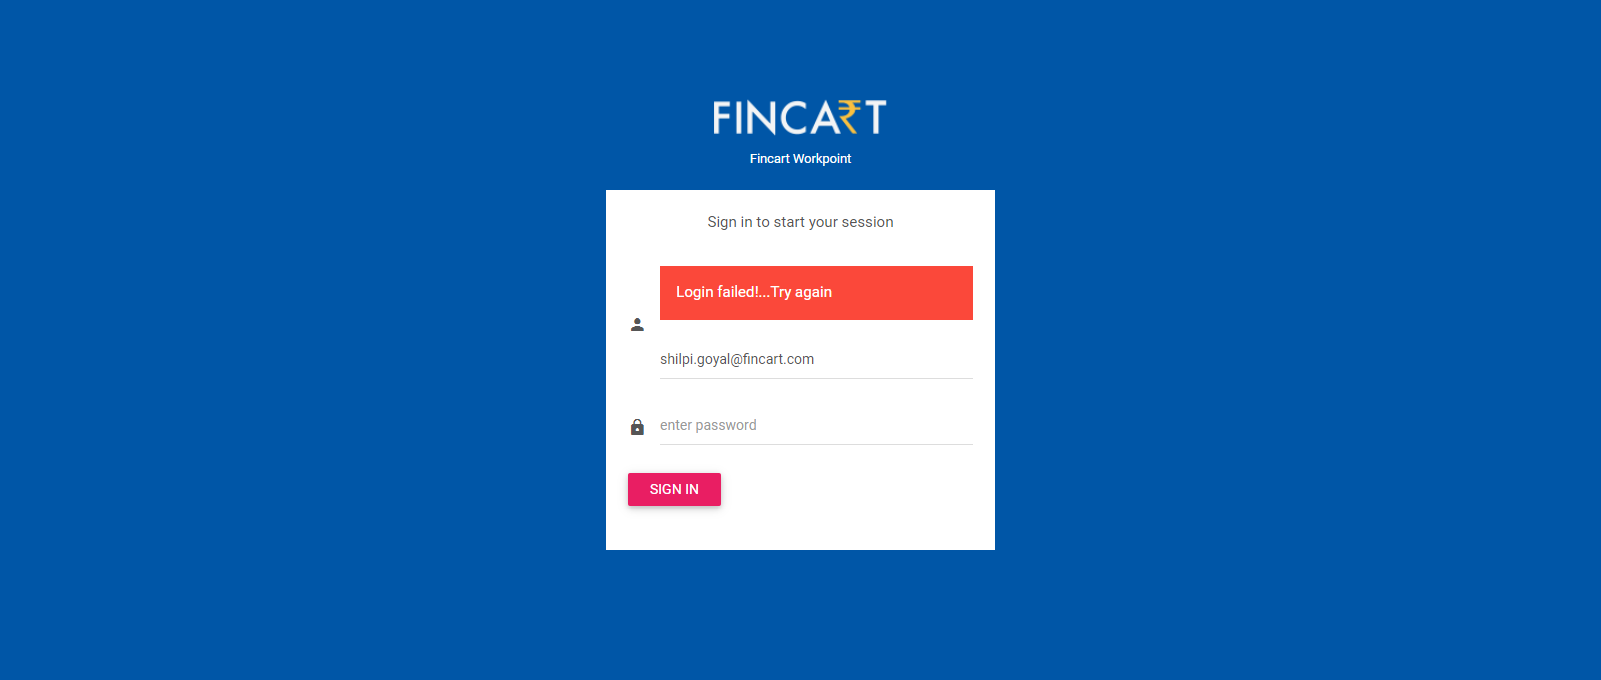 FINCART
Fincart Workpoint
Sign in to start your session
Login failed!...Try again
shilpi.goyal@fincart.com
enter password
SIGN IN